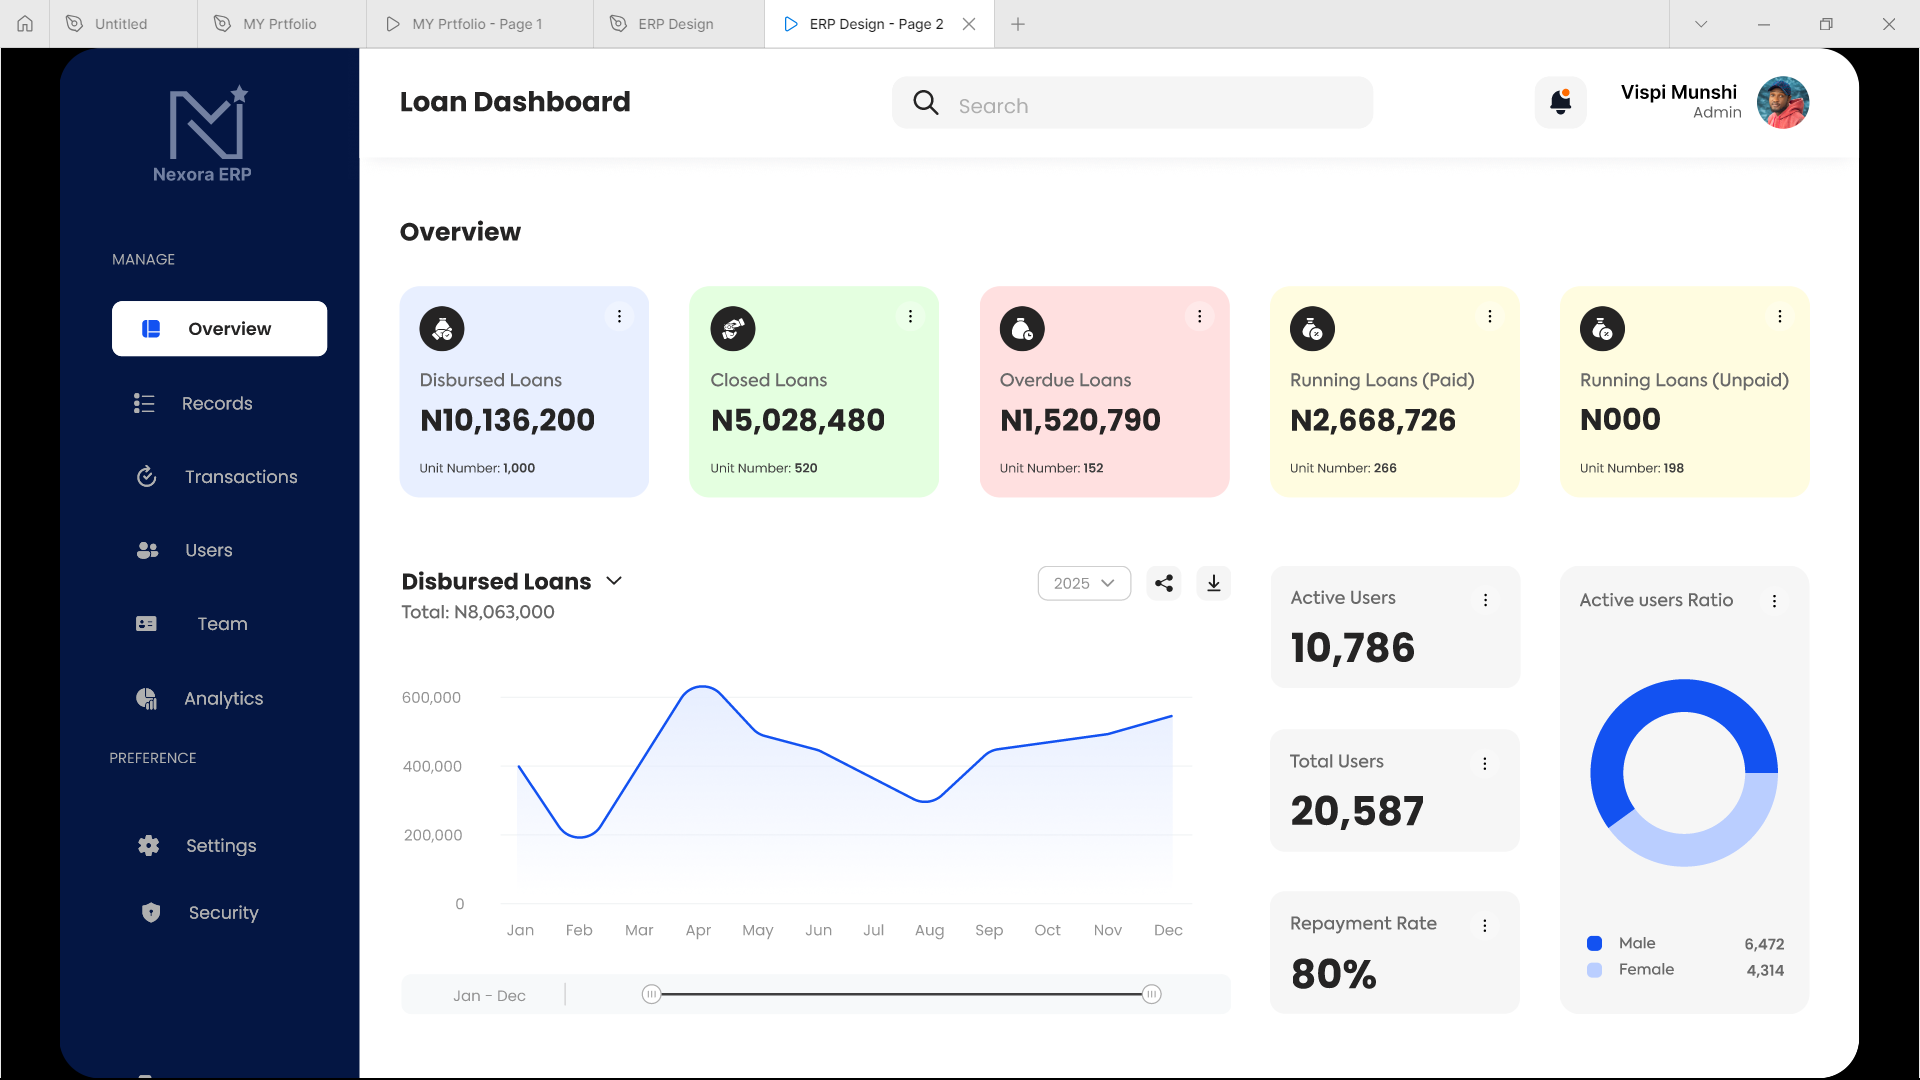 Untitled
MY Prtfolio
MY Prtfolio - Page 1
ERP Design
ERP Design - Page 2
Nexora ERP
MANAGE
Overview
Records
Transactions
Users
Team
Analytics
PREFERENCE
Settings
Security
Loan Dashboard
Search
Vispi Munshi
Admin
Overview
Disbursed Loans
N10,136,200
Unit Number: 1,000
Closed Loans
N5,028,480
Unit Number: 520
Overdue Loans
N1,520,790
Unit Number: 152
Running Loans (Paid)
N2,668,726
Unit Number: 266
Running Loans (Unpaid)
N000
Unit Number: 198
Disbursed Loans
Total: N8,063,000
2025
600,000
400,000
200,000
0
Jan Feb Mar Apr May Jun Jul Aug Sep Oct Nov Dec
Jan - Dec
Active Users
10,786
Total Users
20,587
Repayment Rate
80%
Active users Ratio
Male 6,472
Female 4,314